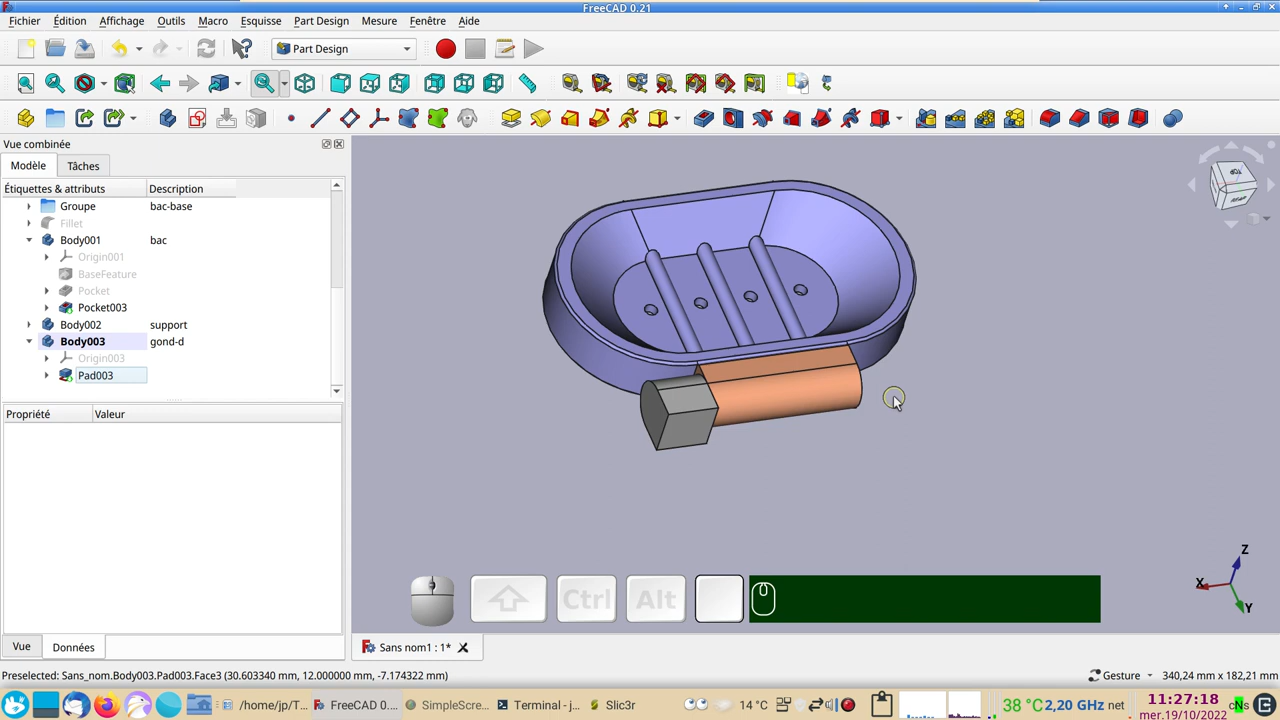 FreeCAD 0.21
Fichier Édition Affichage Outils Macro Esquisse Part Design Mesure Fenêtre Aide
Part Design
Vue combinée
Modèle Tâches
Étiquettes & attributs Description
Groupe bac-base
Fillet
Body001 bac
Origin001
BaseFeature
Pocket
Pocket003
Body002 support
Body003 gond-d
Origin003
Pad003
Propriété Valeur
Z
X
Y
Ctrl Alt
Vue Données
Sans nom1 : 1*
Preselected: Sans_nom.Body003.Pad003.Face3 (30.603340 mm, 12.000000 mm, -7.174322 mm)
Gesture 340,24 mm x 182,21 mm
/home/jp/T... FreeCAD 0... SimpleScre... Terminal - j... Slic3r 14 °C 38 °C 2,20 GHz net 11:27:18 cNs
mer.19/10/2022